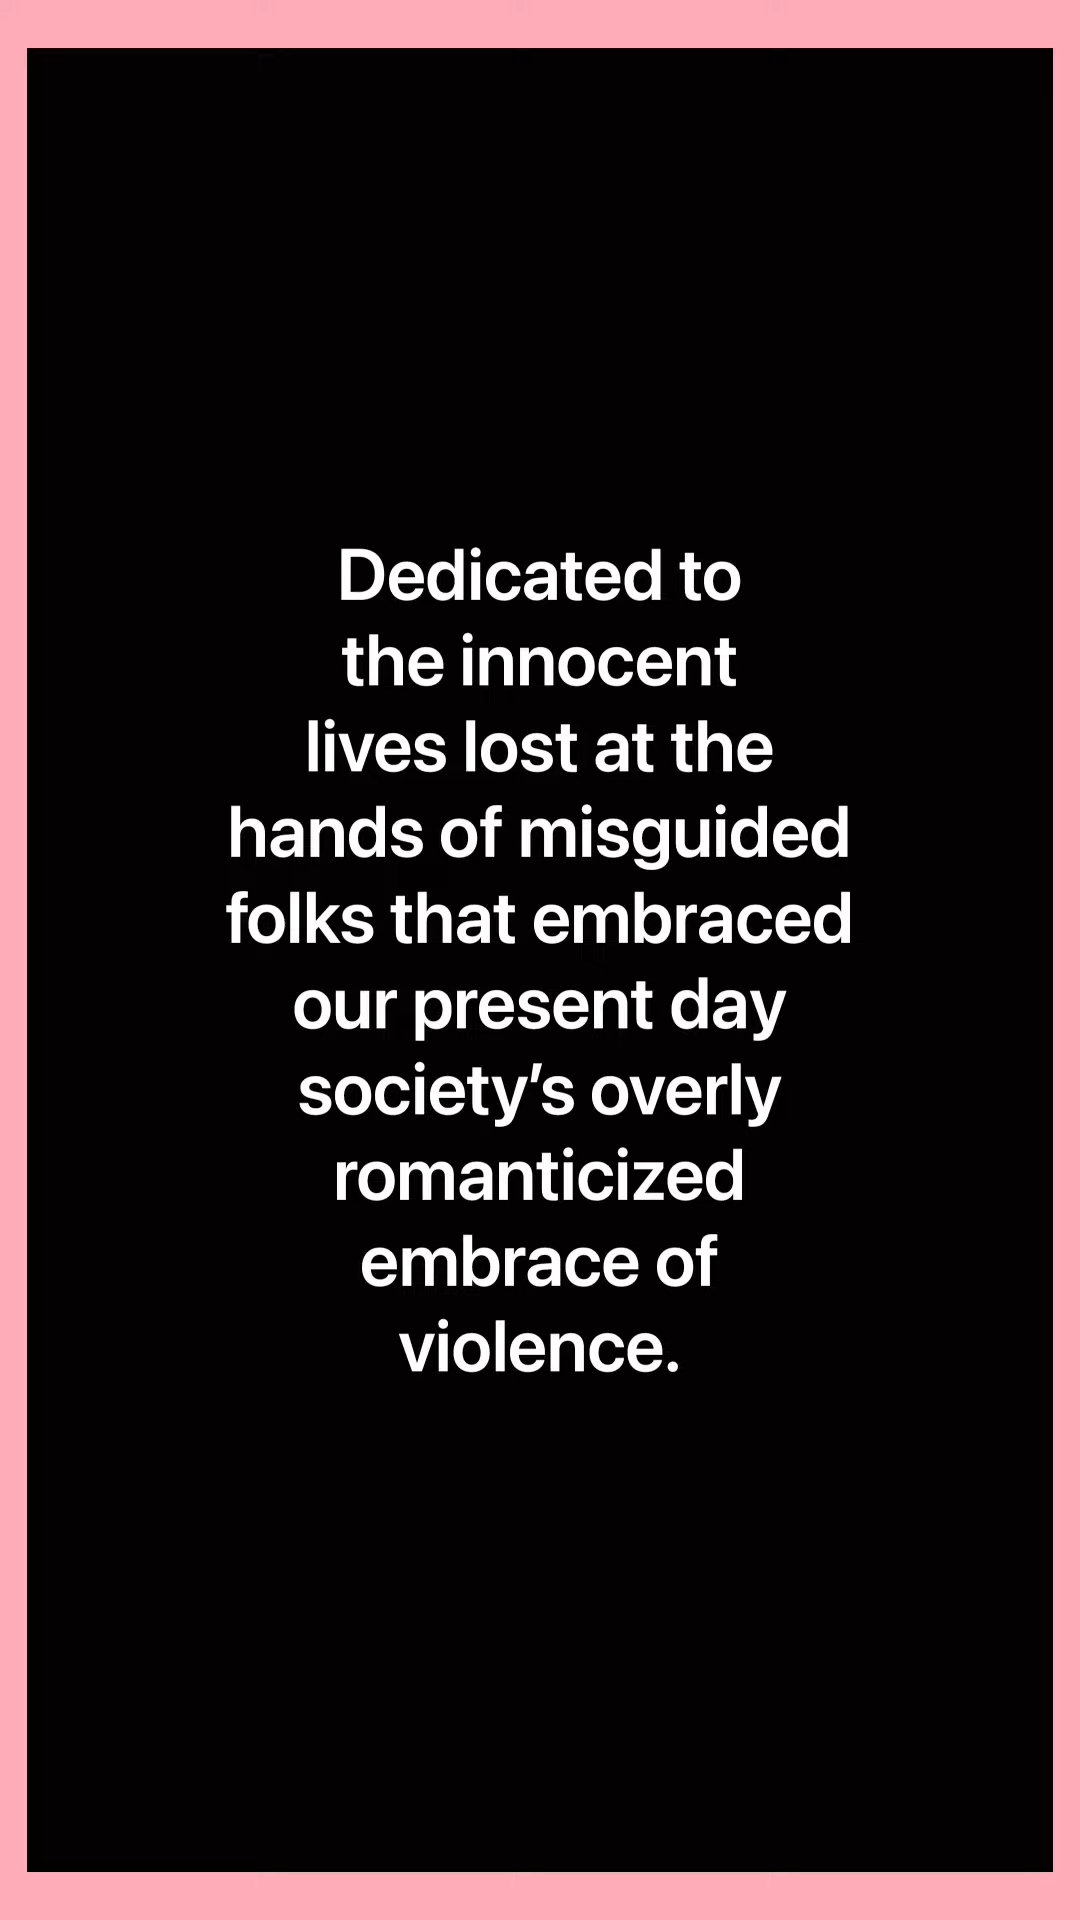 Dedicated to
the innocent
lives lost at the
hands of misguided
folks that embraced
our present day
society’s overly
romanticized
embrace of
violence.